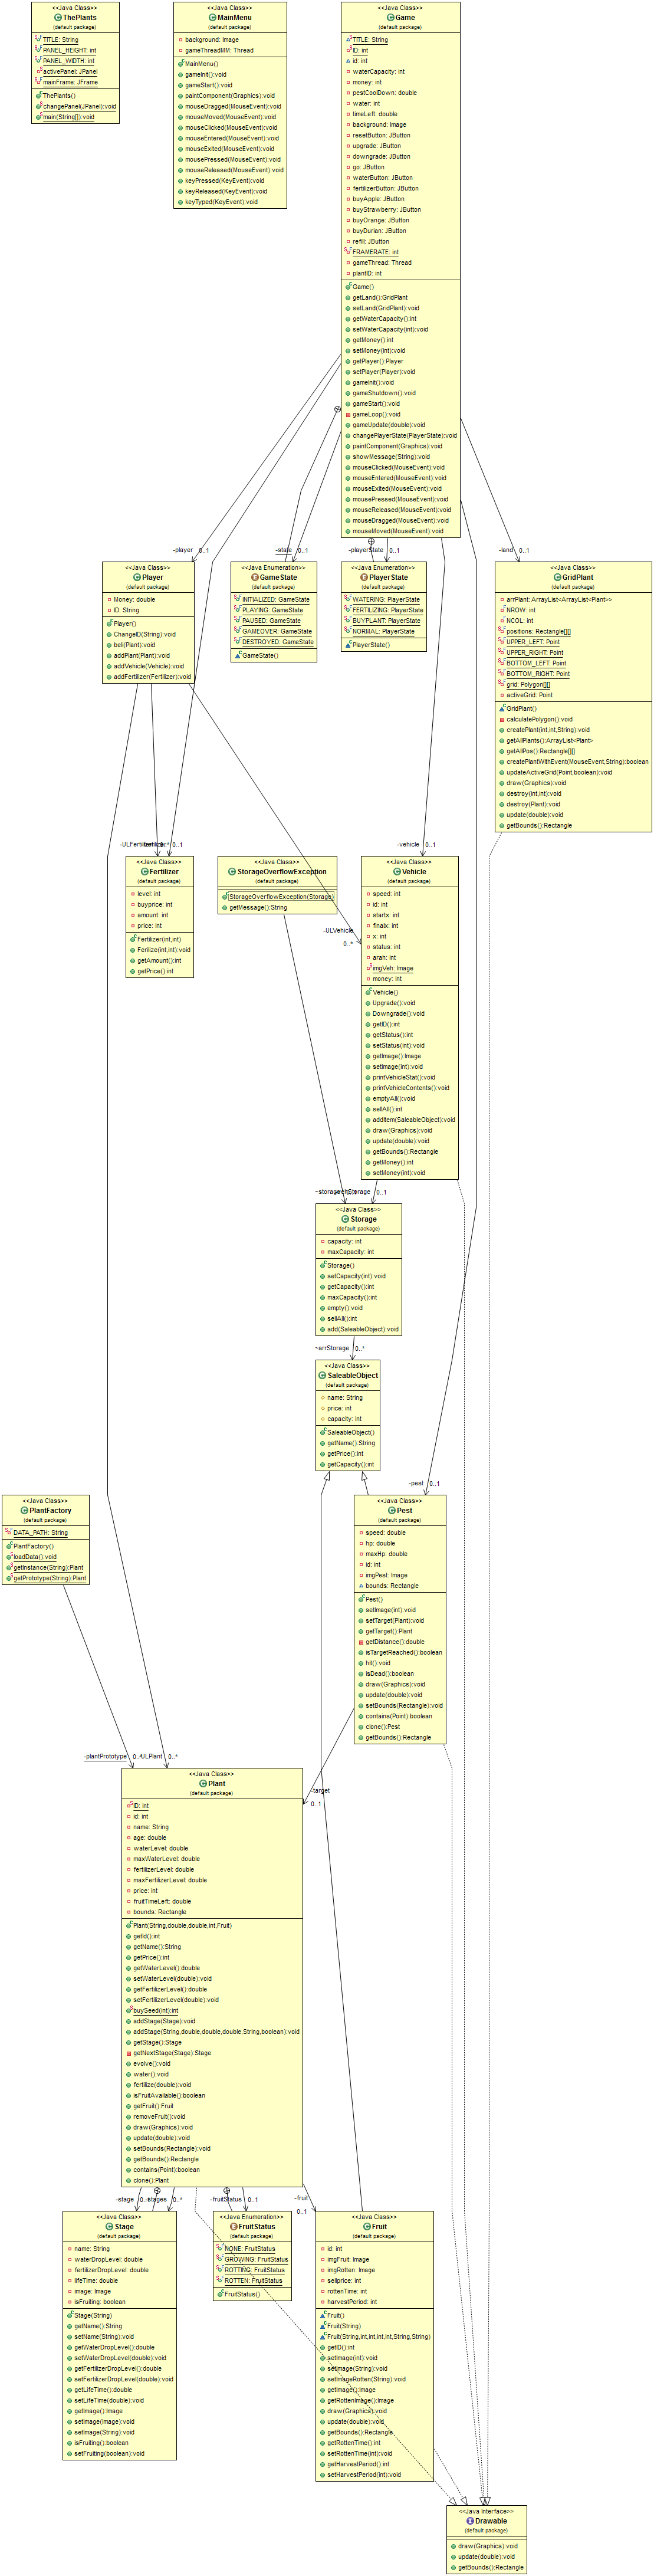 <<Java Class>>
ThePlants
(default package)
TITLE: String
PANEL_HEIGHT: int
PANEL_WIDTH: int
activePanel: JPanel
mainFrame: JFrame
ThePlants()
changePanel(JPanel):void
main(String[]):void
<<Java Class>>
MainMenu
(default package)
background: Image
gameThreadMM: Thread
MainMenu()
gameInit():void
gameStart():void
paintComponent(Graphics):void
mouseDragged(MouseEvent):void
mouseMoved(MouseEvent):void
mouseClicked(MouseEvent):void
mouseEntered(MouseEvent):void
mouseExited(MouseEvent):void
mousePressed(MouseEvent):void
mouseReleased(MouseEvent):void
keyPressed(KeyEvent):void
keyReleased(KeyEvent):void
keyTyped(KeyEvent):void
<<Java Class>>
Game
(default package)
TITLE: String
ID: int
id: int
waterCapacity: int
money: int
pestCoolDown: double
water: int
timeLeft: double
background: Image
resetButton: JButton
upgrade: JButton
downgrade: JButton
go: JButton
waterButton: JButton
fertilizerButton: JButton
buyApple: JButton
buyStrawberry: JButton
buyOrange: JButton
buyDurian: JButton
refill: JButton
FRAMERATE: int
gameThread: Thread
plantID: int
Game()
getLand():GridPlant
setLand(GridPlant):void
getWaterCapacity():int
setWaterCapacity(int):void
getMoney():int
setMoney(int):void
getPlayer():Player
setPlayer(Player):void
gameInit():void
gameShutdown():void
gameStart():void
gameLoop():void
gameUpdate(double):void
changePlayerState(PlayerState):void
paintComponent(Graphics):void
showMessage(String):void
mouseClicked(MouseEvent):void
mouseEntered(MouseEvent):void
mouseExited(MouseEvent):void
mousePressed(MouseEvent):void
mouseReleased(MouseEvent):void
mouseDragged(MouseEvent):void
mouseMoved(MouseEvent):void
-player 0..1
-state 0..1
-playerState 0..1
-land 0..1
<<Java Class>>
Player
(default package)
Money: double
ID: String
Player()
ChangeID(String):void
beli(Plant):void
addPlant(Plant):void
addVehicle(Vehicle):void
addFertilizer(Fertilizer):void
<<Java Enumeration>>
GameState
(default package)
INITIALIZED: GameState
PLAYING: GameState
PAUSED: GameState
GAMEOVER: GameState
DESTROYED: GameState
GameState()
<<Java Enumeration>>
PlayerState
(default package)
WATERING: PlayerState
FERTILIZING: PlayerState
BUYPLANT: PlayerState
NORMAL: PlayerState
PlayerState()
<<Java Class>>
GridPlant
(default package)
arrPlant: ArrayList<ArrayList<Plant>>
NROW: int
NCOL: int
positions: Rectangle[][]
UPPER_LEFT: Point
UPPER_RIGHT: Point
BOTTOM_LEFT: Point
BOTTOM_RIGHT: Point
grid: Polygon[][]
activeGrid: Point
GridPlant()
calculatePolygon():void
createPlant(int,int,String):void
getAllPlants():ArrayList<Plant>
getAllPos():Rectangle[][]
createPlantWithEvent(MouseEvent,String):boolean
updateActiveGrid(Point,boolean):void
draw(Graphics):void
destroy(int,int):void
destroy(Plant):void
update(double):void
getBounds():Rectangle
0..1
-vehicle 0..1
<<Java Class>>
Fertilizer
(default package)
level: int
buyprice: int
amount: int
price: int
Fertilizer(int,int)
Ferilize(int,int):void
getAmount():int
getPrice():int
<<Java Class>>
StorageOverflowException
(default package)
StorageOverflowException(Storage)
getMessage():String
-ULVehicle
0..*
<<Java Class>>
Vehicle
(default package)
speed: int
id: int
startx: int
finalx: int
x: int
status: int
arah: int
imgVeh: Image
money: int
Vehicle()
Upgrade():void
Downgrade():void
getID():int
getStatus():int
setStatus(int):void
getImage():Image
setImage(int):void
printVehicleStat():void
printVehicleContents():void
emptyAll():void
sellAll():int
addItem(SaleableObject):void
draw(Graphics):void
update(double):void
getBounds():Rectangle
getMoney():int
setMoney(int):void
0..1
<<Java Class>>
Storage
(default package)
capacity: int
maxCapacity: int
Storage()
setCapacity(int):void
getCapacity():int
maxCapacity():int
empty():void
sellAll():int
add(SaleableObject):void
~arrStorage 0..*
<<Java Class>>
SaleableObject
(default package)
name: String
price: int
capacity: int
SaleableObject()
getName():String
getPrice():int
getCapacity():int
-pest 0..1
<<Java Class>>
PlantFactory
(default package)
DATA_PATH: String
PlantFactory()
loadData():void
getInstance(String):Plant
getPrototype(String):Plant
<<Java Class>>
Pest
(default package)
speed: double
hp: double
maxHp: double
id: int
imgPest: Image
bounds: Rectangle
Pest()
setImage(int):void
setTarget(Plant):void
getTarget():Plant
getDistance():double
isTargetReached():boolean
hit():void
isDead():boolean
draw(Graphics):void
update(double):void
setBounds(Rectangle):void
contains(Point):boolean
clone():Pest
getBounds():Rectangle
-plantPrototype 0..*
0..*
-target
0..1
<<Java Class>>
Plant
(default package)
ID: int
id: int
name: String
age: double
waterLevel: double
maxWaterLevel: double
fertilizerLevel: double
maxFertilizerLevel: double
price: int
fruitTimeLeft: double
bounds: Rectangle
Plant(String,double,double,int,Fruit)
getId():int
getName():String
getPrice():int
getWaterLevel():double
setWaterLevel(double):void
getFertilizerLevel():double
setFertilizerLevel(double):void
buySeed(int):int
addStage(Stage):void
addStage(String,double,double,double,String,boolean):void
getStage():Stage
getNextStage(Stage):Stage
evolve():void
water():void
fertilize(double):void
isFruitAvailable():boolean
getFruit():Fruit
removeFruit():void
draw(Graphics):void
update(double):void
setBounds(Rectangle):void
getBounds():Rectangle
contains(Point):boolean
clone():Plant
-stage 0..*
-fruitStatus 0..1
-fruit
0..1
<<Java Class>>
Stage
(default package)
name: String
waterDropLevel: double
fertilizerDropLevel: double
lifeTime: double
image: Image
isFruiting: boolean
Stage(String)
getName():String
setName(String):void
getWaterDropLevel():double
setWaterDropLevel(double):void
getFertilizerDropLevel():double
setFertilizerDropLevel(double):void
getLifeTime():double
setLifeTime(double):void
getImage():Image
setImage(Image):void
setImage(String):void
isFruiting():boolean
setFruiting(boolean):void
<<Java Enumeration>>
FruitStatus
(default package)
NONE: FruitStatus
GROWING: FruitStatus
ROTTING: FruitStatus
ROTTEN: FruitStatus
FruitStatus()
<<Java Class>>
Fruit
(default package)
id: int
imgFruit: Image
imgRotten: Image
sellprice: int
rottenTime: int
harvestPeriod: int
Fruit()
Fruit(String)
Fruit(String,int,int,int,int,String,String)
getID():int
setImage(int):void
setImage(String):void
setImageRotten(String):void
getImage():Image
getRottenImage():Image
draw(Graphics):void
update(double):void
getBounds():Rectangle
getRottenTime():int
setRottenTime(int):void
getHarvestPeriod():int
setHarvestPeriod(int):void
<<Java Interface>>
Drawable
(default package)
draw(Graphics):void
update(double):void
getBounds():Rectangle